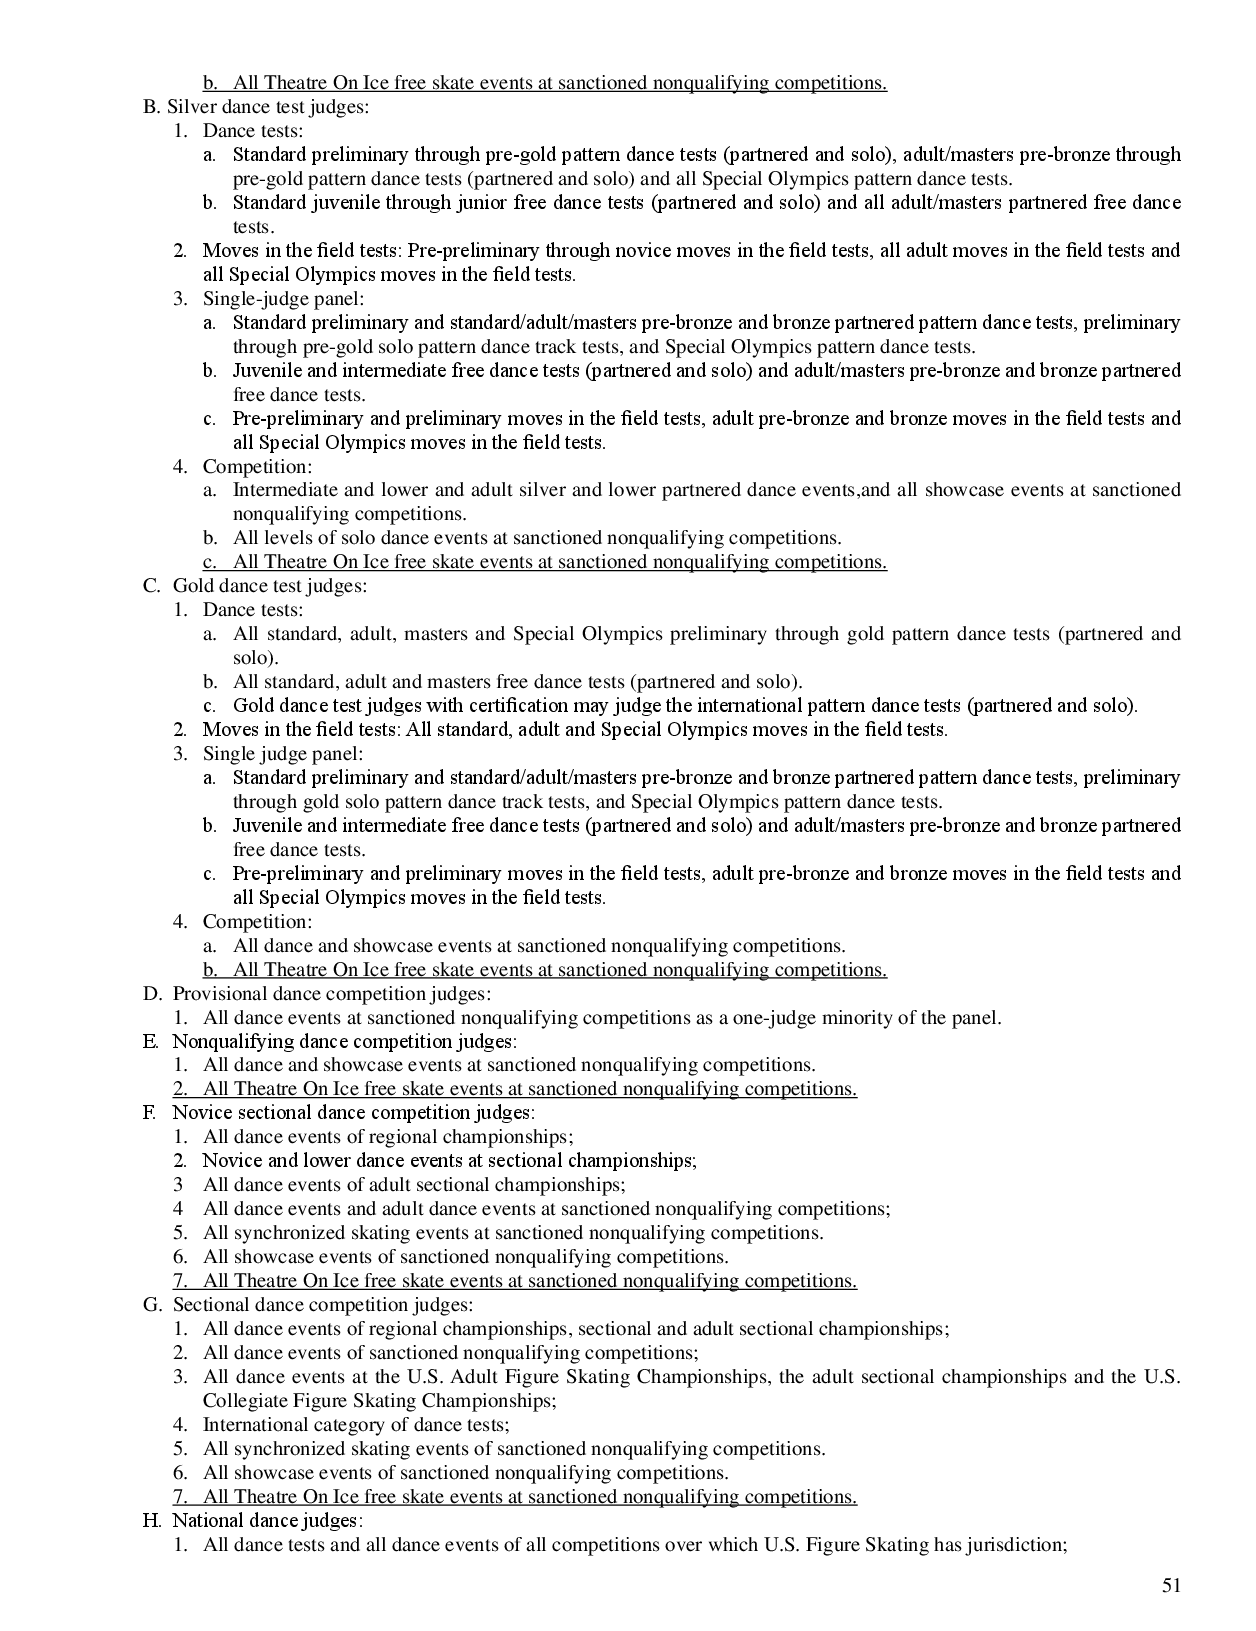 b. All Theatre On Ice free skate events at sanctioned nonqualifying competitions.
B. Silver dance test judges:
1. Dance tests:
a. Standard preliminary through pre-gold pattern dance tests (partnered and solo), adult/masters pre-bronze through
pre-gold pattern dance tests (partnered and solo) and all Special Olympics pattern dance tests.
b. Standard juvenile through junior free dance tests (partnered and solo) and all adult/masters partnered free dance
tests.
2. Moves in the field tests: Pre-preliminary through novice moves in the field tests, all adult moves in the field tests and
all Special Olympics moves in the field tests.
3. Single-judge panel:
a. Standard preliminary and standard/adult/masters pre-bronze and bronze partnered pattern dance tests, preliminary
through pre-gold solo pattern dance track tests, and Special Olympics pattern dance tests.
b. Juvenile and intermediate free dance tests (partnered and solo) and adult/masters pre-bronze and bronze partnered
free dance tests.
c. Pre-preliminary and preliminary moves in the field tests, adult pre-bronze and bronze moves in the field tests and
all Special Olympics moves in the field tests.
4. Competition:
a. Intermediate and lower and adult silver and lower partnered dance events,and all showcase events at sanctioned
nonqualifying competitions.
b. All levels of solo dance events at sanctioned nonqualifying competitions.
c. All Theatre On Ice free skate events at sanctioned nonqualifying competitions.
C. Gold dance test judges:
1. Dance tests:
a. All standard, adult, masters and Special Olympics preliminary through gold pattern dance tests (partnered and
solo).
b. All standard, adult and masters free dance tests (partnered and solo).
c. Gold dance test judges with certification may judge the international pattern dance tests (partnered and solo).
2. Moves in the field tests: All standard, adult and Special Olympics moves in the field tests.
3. Single judge panel:
a. Standard preliminary and standard/adult/masters pre-bronze and bronze partnered pattern dance tests, preliminary
through gold solo pattern dance track tests, and Special Olympics pattern dance tests.
b. Juvenile and intermediate free dance tests (partnered and solo) and adult/masters pre-bronze and bronze partnered
free dance tests.
c. Pre-preliminary and preliminary moves in the field tests, adult pre-bronze and bronze moves in the field tests and
all Special Olympics moves in the field tests.
4. Competition:
a. All dance and showcase events at sanctioned nonqualifying competitions.
b. All Theatre On Ice free skate events at sanctioned nonqualifying competitions.
D. Provisional dance competition judges:
1. All dance events at sanctioned nonqualifying competitions as a one-judge minority of the panel.
E. Nonqualifying dance competition judges:
1. All dance and showcase events at sanctioned nonqualifying competitions.
2. All Theatre On Ice free skate events at sanctioned nonqualifying competitions.
F. Novice sectional dance competition judges:
1. All dance events of regional championships;
2. Novice and lower dance events at sectional championships;
3 All dance events of adult sectional championships;
4 All dance events and adult dance events at sanctioned nonqualifying competitions;
5. All synchronized skating events at sanctioned nonqualifying competitions.
6. All showcase events of sanctioned nonqualifying competitions.
7. All Theatre On Ice free skate events at sanctioned nonqualifying competitions.
G. Sectional dance competition judges:
1. All dance events of regional championships, sectional and adult sectional championships;
2. All dance events of sanctioned nonqualifying competitions;
3. All dance events at the U.S. Adult Figure Skating Championships, the adult sectional championships and the U.S.
Collegiate Figure Skating Championships;
4. International category of dance tests;
5. All synchronized skating events of sanctioned nonqualifying competitions.
6. All showcase events of sanctioned nonqualifying competitions.
7. All Theatre On Ice free skate events at sanctioned nonqualifying competitions.
H. National dance judges:
1. All dance tests and all dance events of all competitions over which U.S. Figure Skating has jurisdiction;
51